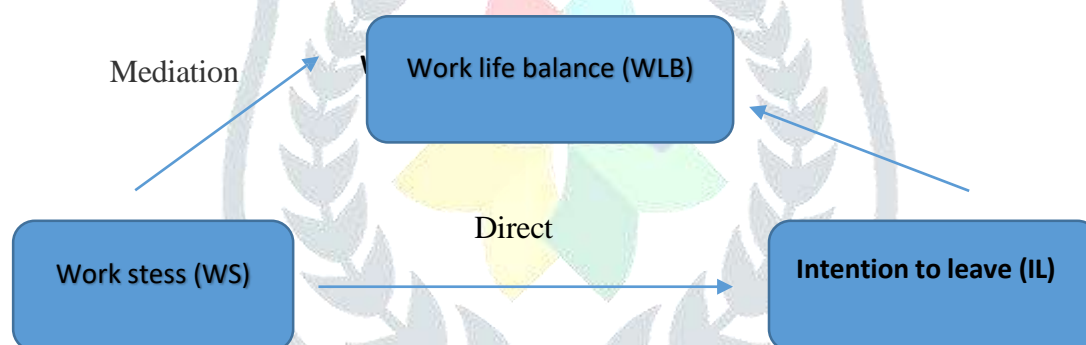 Mediation
Work life balance (WLB)
Direct
Work stess (WS)
Intention to leave (IL)